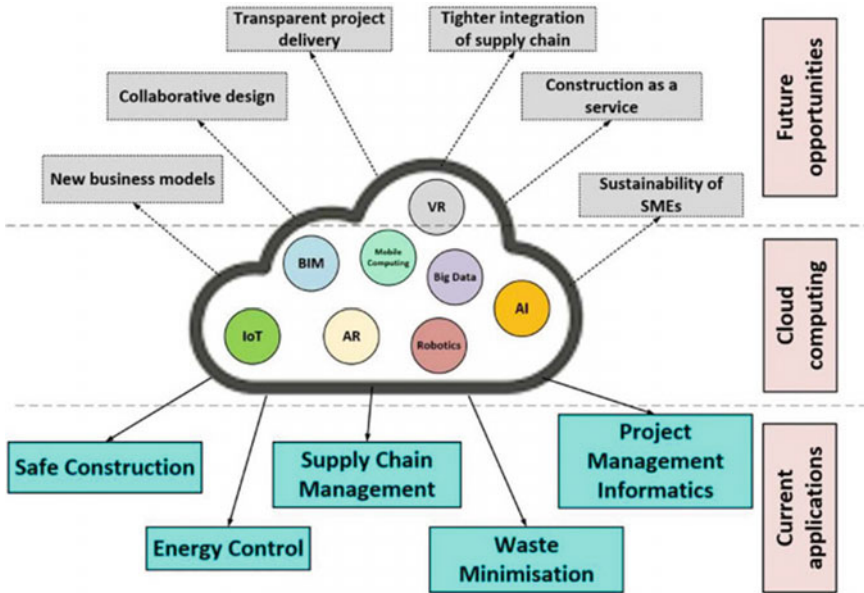 Transparent project
delivery
Tighter integration
of supply chain
Collaborative design
Construction as a
service
New business models
Sustainability of
SMEs
Future
opportunities
VR
BIM
Mobile
Computing
Big Data
AI
IoT
AR
Robotics
Cloud
computing
Safe Construction
Supply Chain
Management
Project
Management
Informatics
Energy Control
Waste
Minimisation
Current
applications